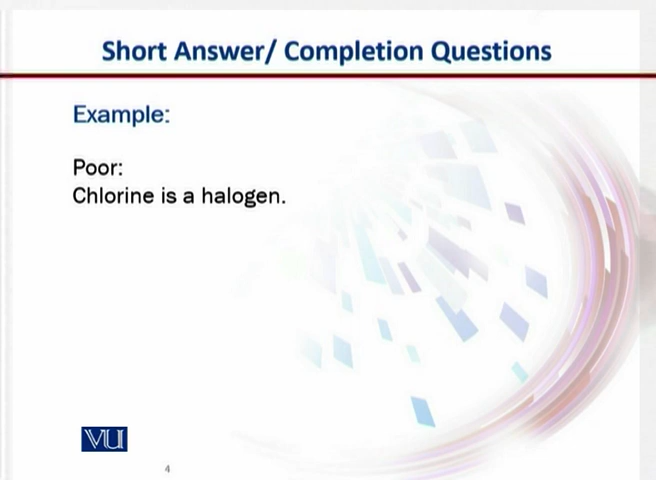 Short Answer/ Completion Questions
Example:
Poor:
Chlorine is a halogen.
VU
4